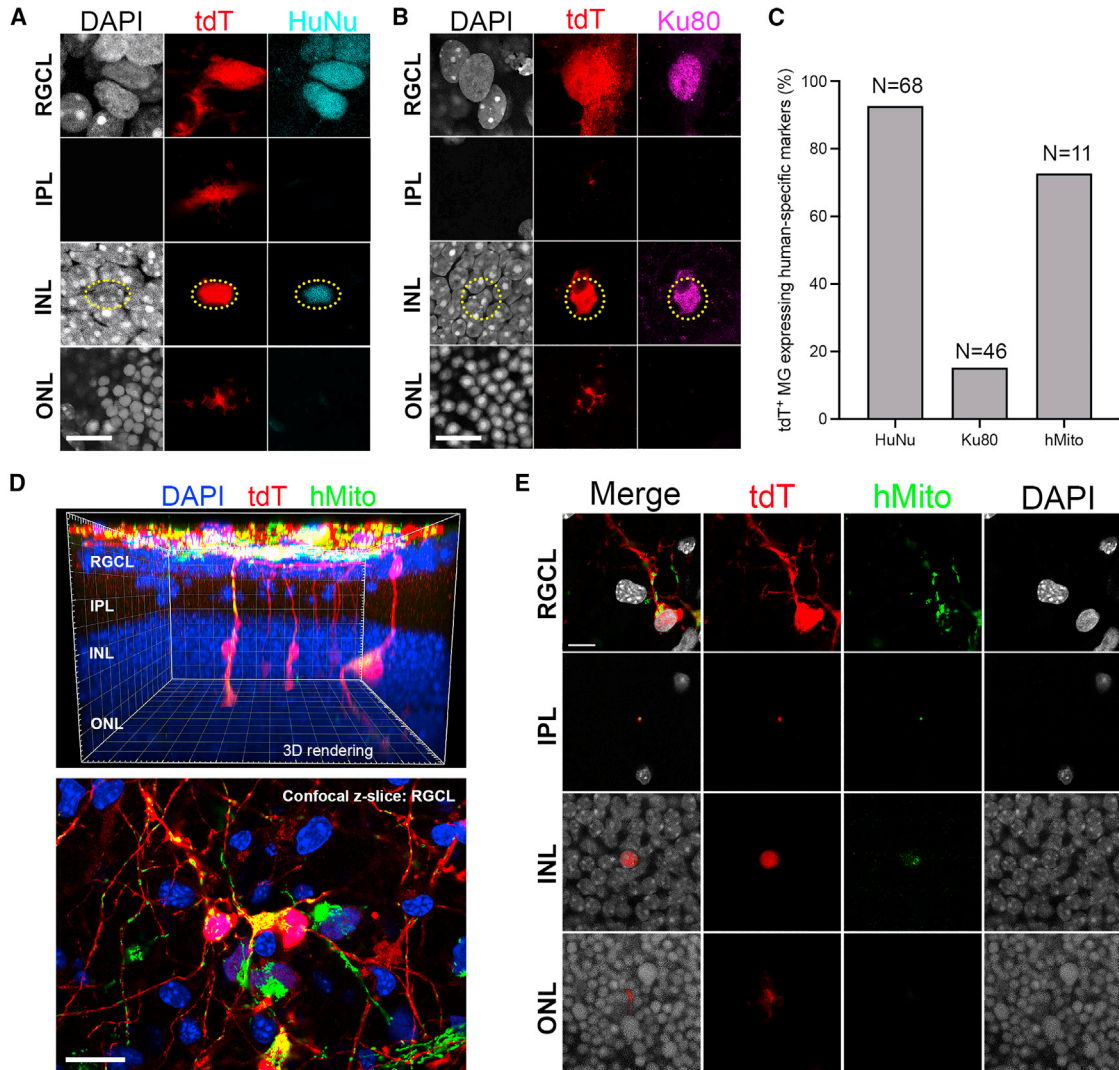 A
DAPI tdT HuNu
RGCL
IPL
INL
ONL
B
DAPI tdT Ku80
RGCL
IPL
INL
ONL
C
tdT+ MG expressing human-specific markers (%)
100
80
60
40
20
0
N=68
N=46
N=11
HuNu Ku80 hMito
D
DAPI tdT hMito
RGCL
IPL
INL
ONL
3D rendering
Confocal z-slice: RGCL
E
Merge tdT hMito DAPI
RGCL
IPL
INL
ONL